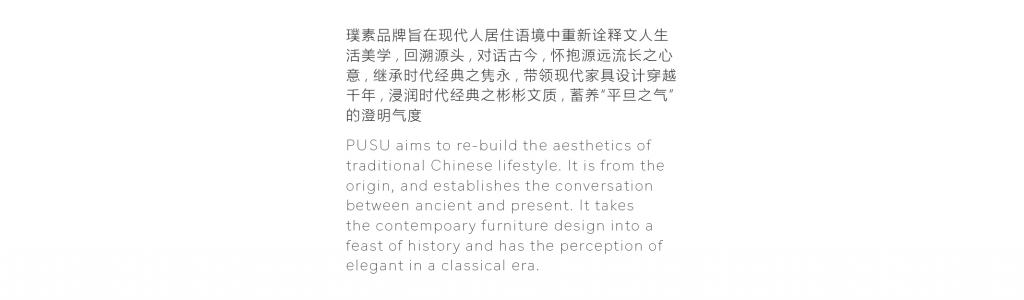 璞素品牌旨在现代人居住语境中重新诠释文人生
活美学，回溯源头，对话古今，怀抱源远流长之心
意，继承时代经典之隽永，带领现代家具设计穿越
千年，浸润时代经典之彬彬文质，蓄养“平旦之气”
的澄明气度
PUSU aims to re-build the aesthetics of
traditional Chinese lifestyle. It is from the
origin, and establishes the conversation
between ancient and present. It takes
the contempoary furniture design into a
feast of history and has the perception of
elegant in a classical era.